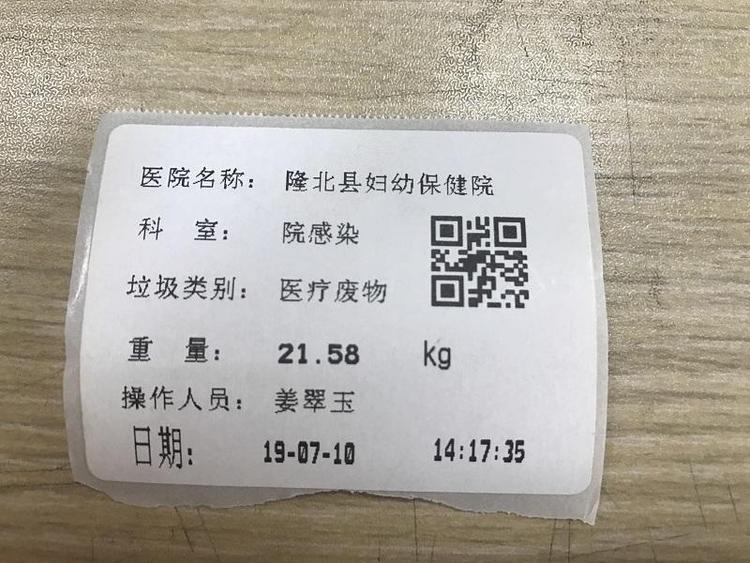 医院名称： 隆北县妇幼保健院
科 室： 院感染
垃圾类别： 医疗废物
重 量： 21.58 kg
操作人员： 姜翠玉
日期： 19-07-10 14:17:35